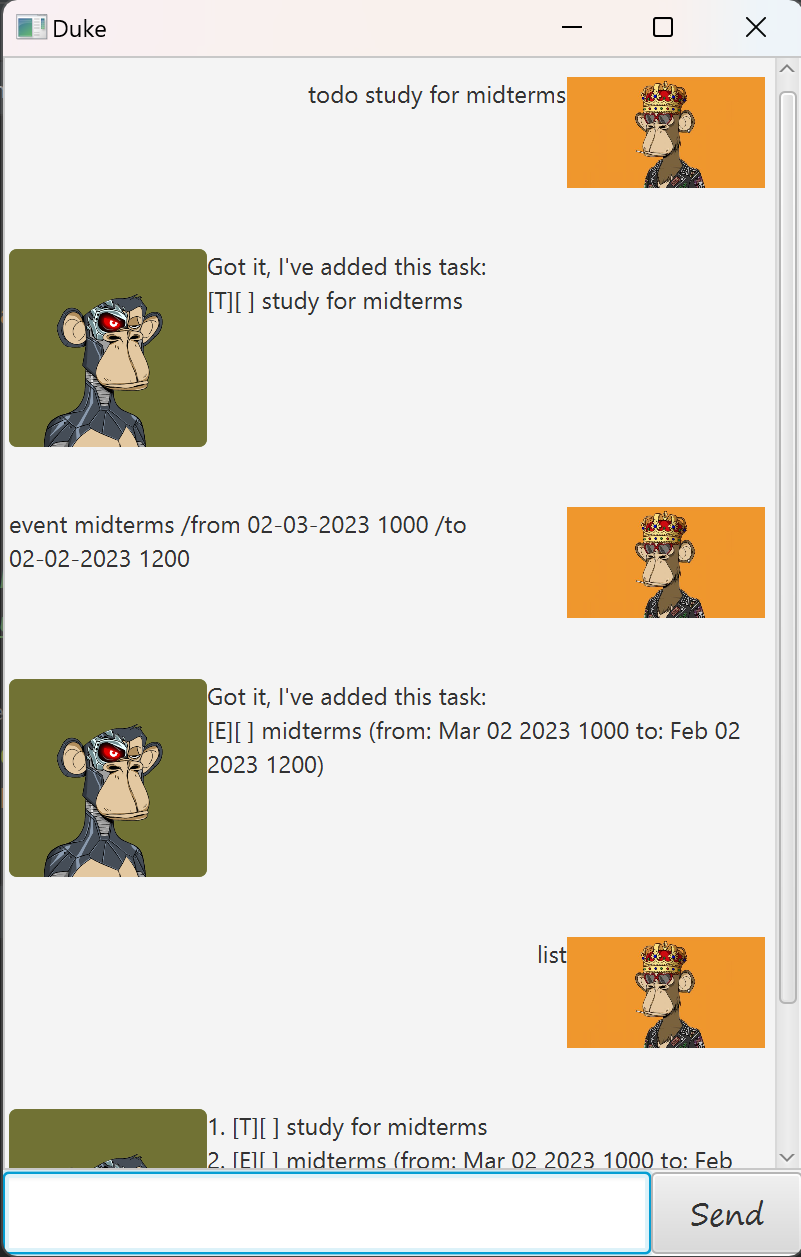 Duke
todo study for midterms
Got it, I've added this task:
[T][ ] study for midterms
event midterms /from 02-03-2023 1000 /to
02-02-2023 1200
Got it, I've added this task:
[E][ ] midterms (from: Mar 02 2023 1000 to: Feb 02
2023 1200)
list
1. [T][ ] study for midterms
2. [E][ ] midterms (from: Mar 02 2023 1000 to: Feb
Send